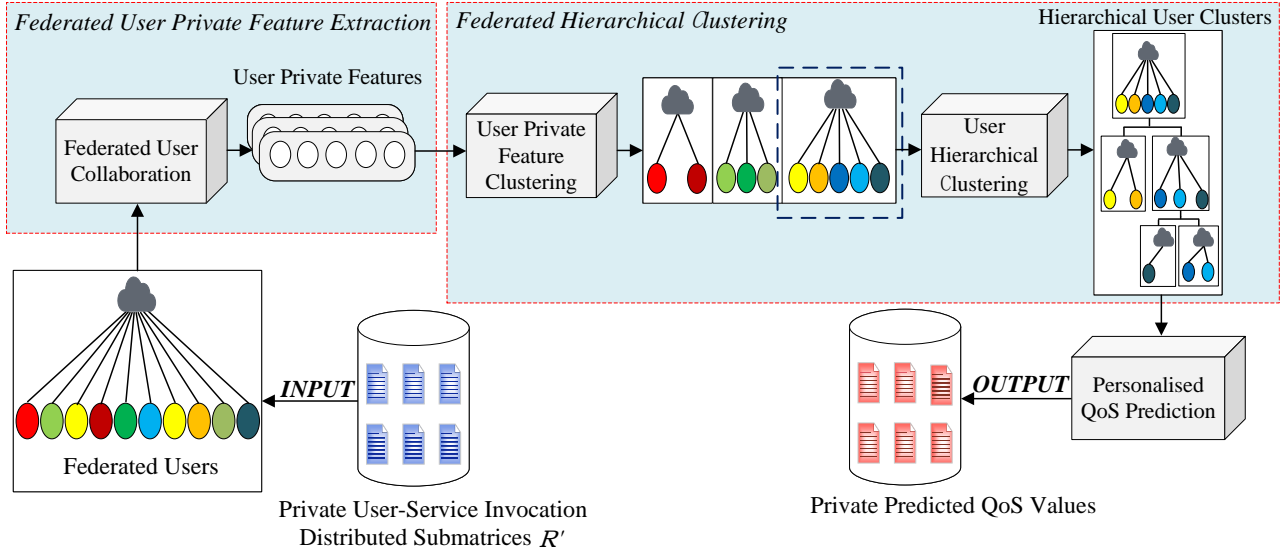 Federated User Private Feature Extraction
User Private Features
Federated User
Collaboration
Federated Hierarchical Clustering
User Private
Feature
Clustering
User
Hierarchical
Clustering
Hierarchical User Clusters
Federated Users
INPUT
Private User-Service Invocation
Distributed Submatrices R'
OUTPUT
Private Predicted QoS Values
Personalised
QoS Prediction